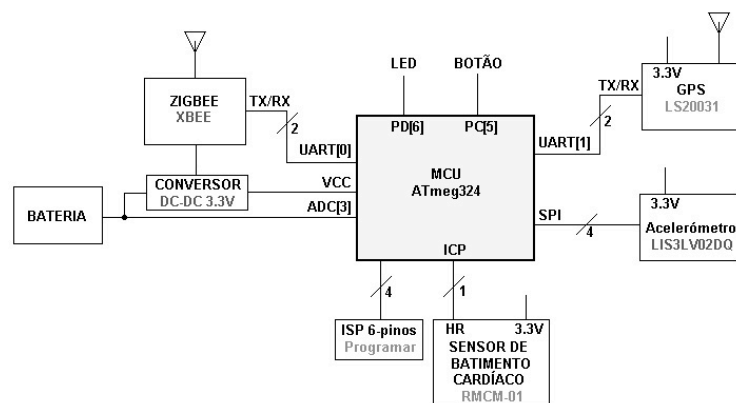 LED
BOTÃO
3.3V
GPS
LS20031
TX/RX
ZIGBEE
XBEE
TX/RX
2
2
PD[6]
PC[5]
UART[0]
UART[1]
MCU
ATmeg324
CONVERSOR
DC-DC 3.3V
VCC
BATERIA
ADC[3]
3.3V
SPI
4
Acelerómetro
LIS3LV02DQ
ICP
4
1
ISP 6-pinos
Programar
HR
3.3V
SENSOR DE
BATIMENTO
CARDÍACO
RMCM-01